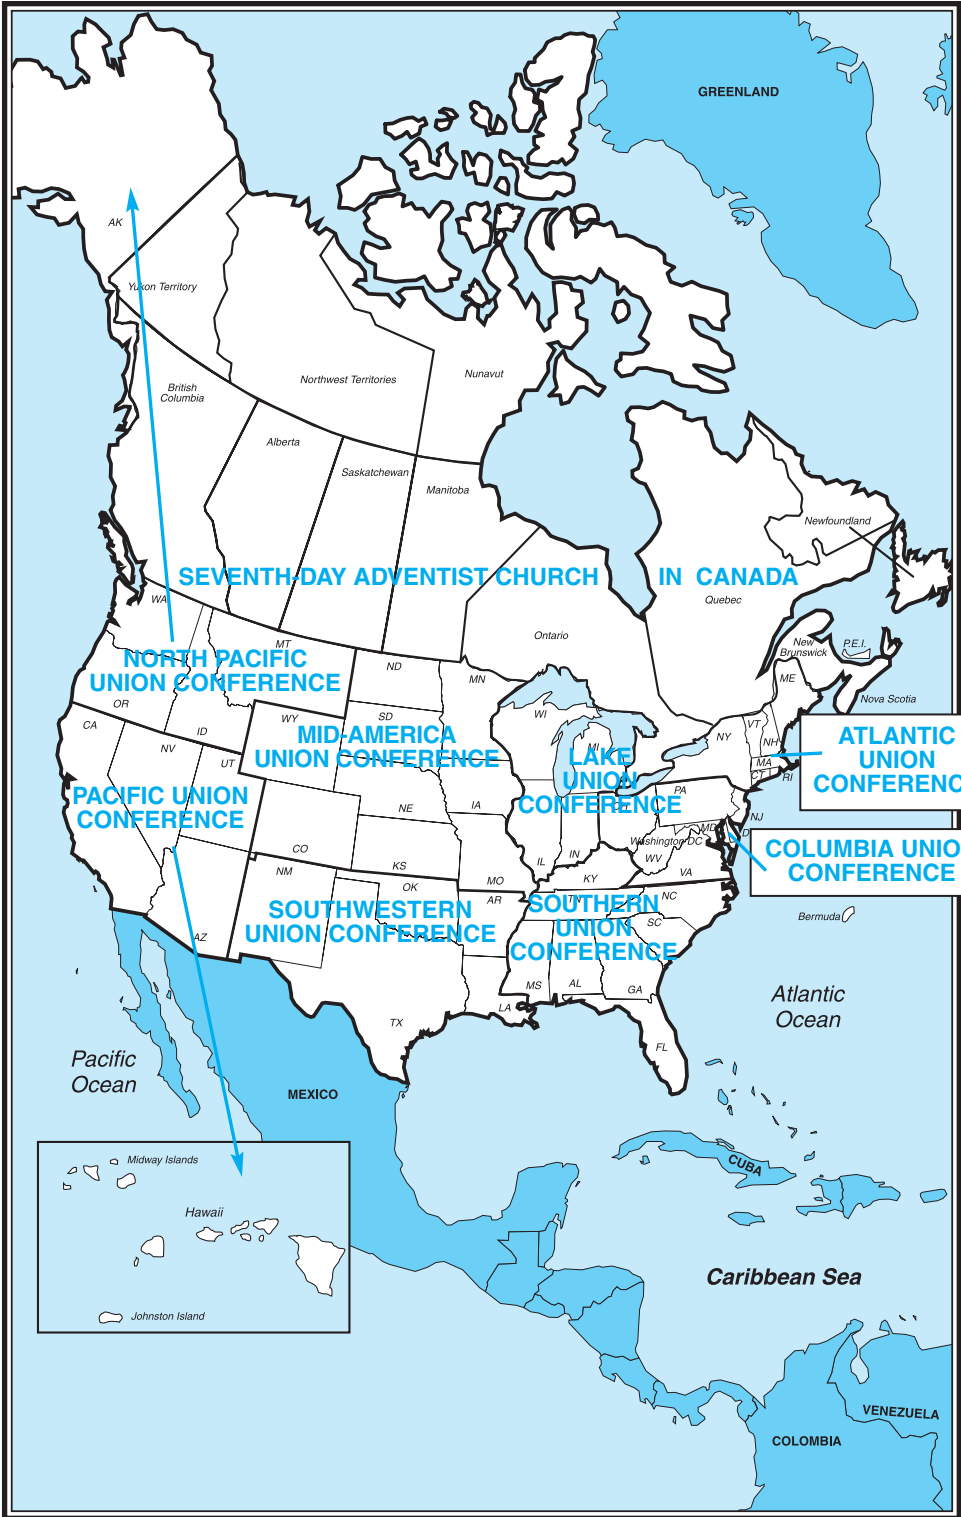 GREENLAND
AK
Yukon Territory
Northwest Territories
Nunavut
British
Columbia
Alberta
Saskatchewan
Manitoba
Newfoundland
SEVENTH-DAY ADVENTIST CHURCH IN CANADA
Quebec
Ontario
New
Brunswick
P.E.I.
Nova Scotia
WA
MT
ND
MN
NORTH PACIFIC
UNION CONFERENCE
OR
ID
ME
VT
NH
NY
MA
CT
RI
ATLANTIC
UNION
CONFERENC
CA
NV
UT
WY
SD
WI
MI
MID-AMERICA
UNION CONFERENCE
LAKE
UNION
CONFERENCE
PACIFIC UNION
CONFERENCE
NE
IA
PA
NJ
MD
D
Washington DC
COLUMBIA UNIO
CONFERENCE
CO
KS
MO
IL
IN
WV
VA
KY
NM
OK
AR
TN
NC
SC
SOUTHWESTERN
UNION CONFERENCE
SOUTHERN
UNION
CONFERENCE
Bermuda
AZ
TX
LA
MS
AL
GA
FL
Atlantic
Ocean
Pacific
Ocean
MEXICO
CUBA
Midway Islands
Hawaii
Johnston Island
Caribbean Sea
VENEZUELA
COLOMBIA